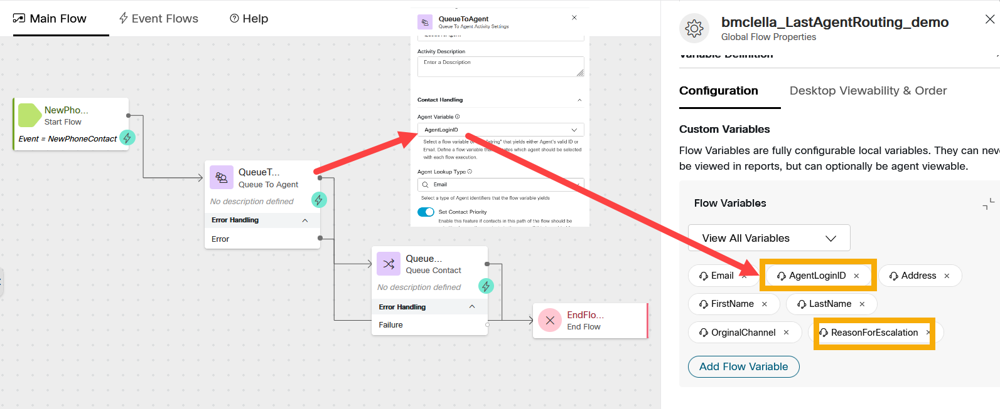 Main Flow
Event Flows
Help
NewPho...
Start Flow
Event = NewPhoneContact
QueueT...
Queue To Agent
No description defined
Error Handling
Error
Queue...
Queue Contact
No description defined
Error Handling
Failure
EndFlo...
End Flow
QueueToAgent
Queue To Agent Activity Settings
Activity Description
Enter a Description
Contact Handling
Agent Variable
AgentLoginID
Select a flow variable "string" that yields either Agent's valid ID or
Email. Define a flow variable which agent should be selected
with each flow execution.
Agent Lookup Type
Email
Select a type of Agent identifiers that the flow variable yields
Set Contact Priority
Enable this feature if contacts in this path of the flow should be
bmclella_LastAgentRouting_demo
Global Flow Properties
Variable Definition
Configuration
Desktop Viewability & Order
Custom Variables
Flow Variables are fully configurable local variables. They can neve
be viewed in reports, but can optionally be agent viewable.
Flow Variables
View All Variables
Email
AgentLoginID
Address
FirstName
LastName
OrginalChannel
ReasonForEscalation
Add Flow Variable